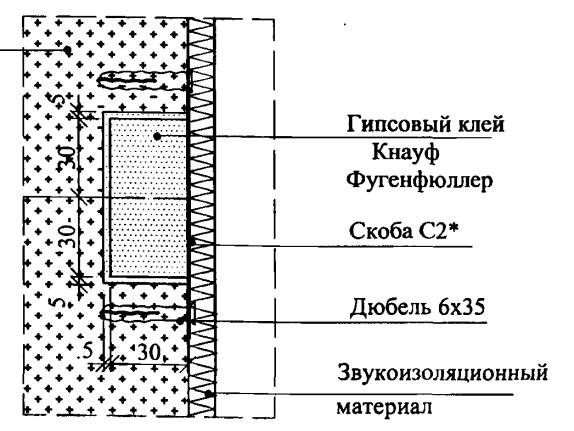 5
30
30
5
5
30
Гипсовый клей
Кнауф
Фугенфюллер
Скоба С2*
Дюбель 6х35
Звукоизоляционный
материал